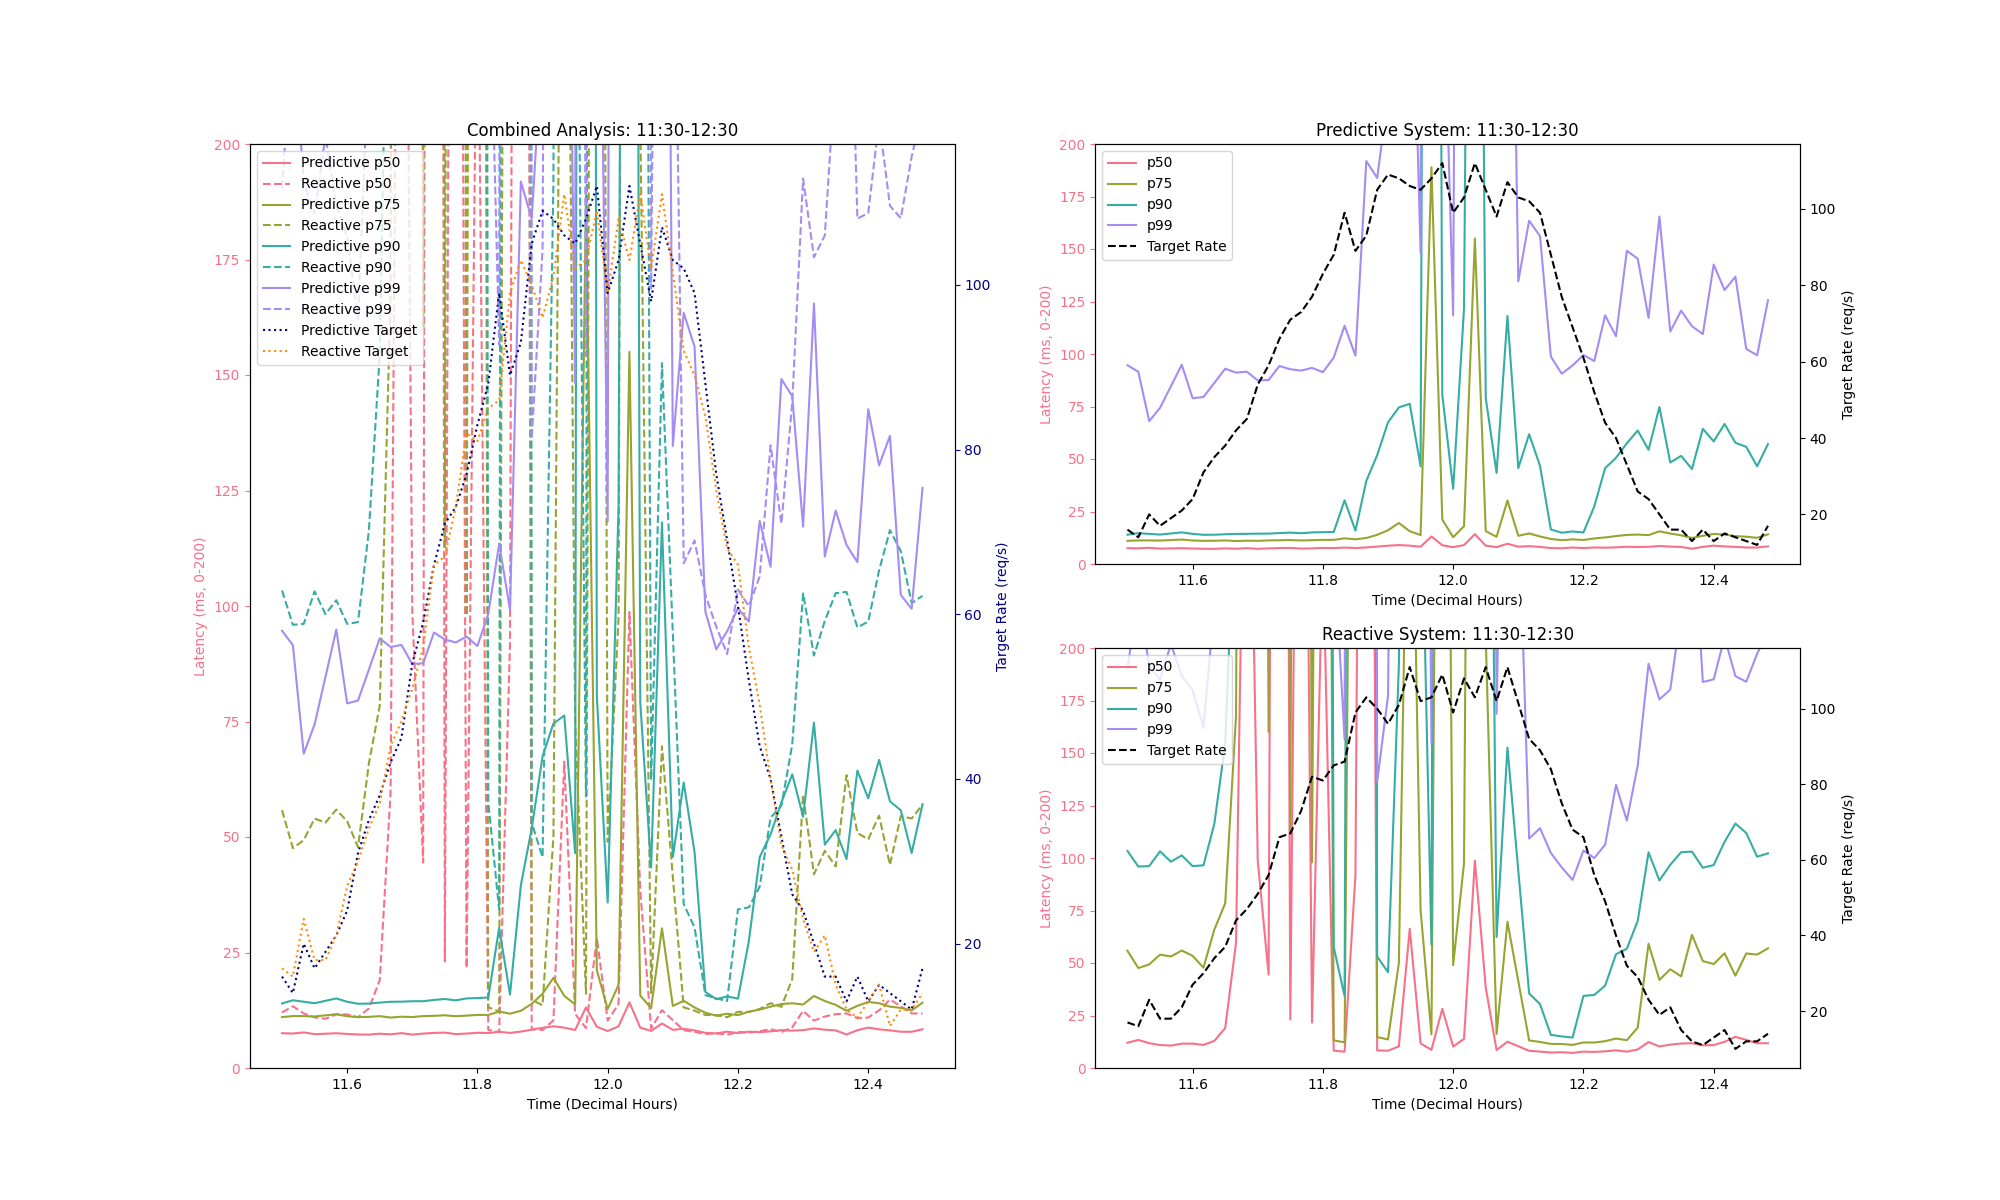 Combined Analysis: 11:30-12:30
Predictive p50
Reactive p50
Predictive p75
Reactive p75
Predictive p90
Reactive p90
Predictive p99
Reactive p99
Predictive Target
Reactive Target
200
175
150
125
100
75
50
25
0
Latency (ms, 0-200)
100
80
60
40
20
Target Rate (req/s)
11.6
11.8
12.0
12.2
12.4
Time (Decimal Hours)
Predictive System: 11:30-12:30
p50
p75
p90
p99
Target Rate
200
175
150
125
100
75
50
25
0
Latency (ms, 0-200)
100
80
60
40
20
Target Rate (req/s)
11.6
11.8
12.0
12.2
12.4
Time (Decimal Hours)
Reactive System: 11:30-12:30
p50
p75
p90
p99
Target Rate
200
175
150
125
100
75
50
25
0
Latency (ms, 0-200)
100
80
60
40
20
Target Rate (req/s)
11.6
11.8
12.0
12.2
12.4
Time (Decimal Hours)